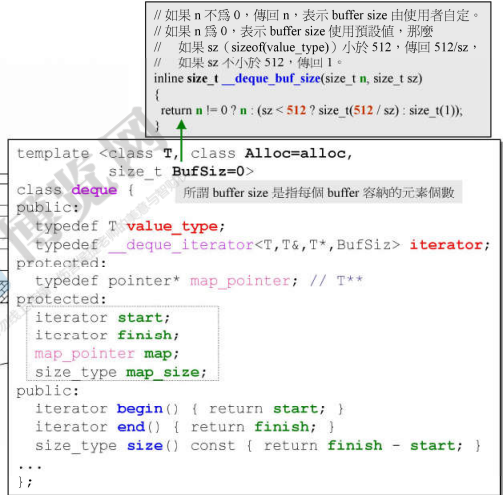 // 如果 n 不爲 0，傳回 n，表示 buffer size 由使用者自定。
// 如果 n 爲 0，表示 buffer size 使用預設值，那麼
// 如果 sz（sizeof(value_type)）小於 512，傳回 512/sz，
// 如果 sz 不小於 512，傳回 1。
inline size_t __deque_buf_size(size_t n, size_t sz)
{
return n != 0 ? n : (sz < 512 ? size_t(512 / sz) : size_t(1));
}
template <class T, class Alloc=alloc,
size_t BufSiz=0>
class deque {
所謂 buffer size 是指每個 buffer 容納的元素個數
public:
typedef T value_type;
typedef __deque_iterator<T,T&,T*,BufSiz> iterator;
protected:
typedef pointer* map_pointer; // T**
protected:
iterator start;
iterator finish;
map_pointer map;
size_type map_size;
public:
iterator begin() { return start; }
iterator end() { return finish; }
size_type size() const { return finish - start; }
...
};
博览网